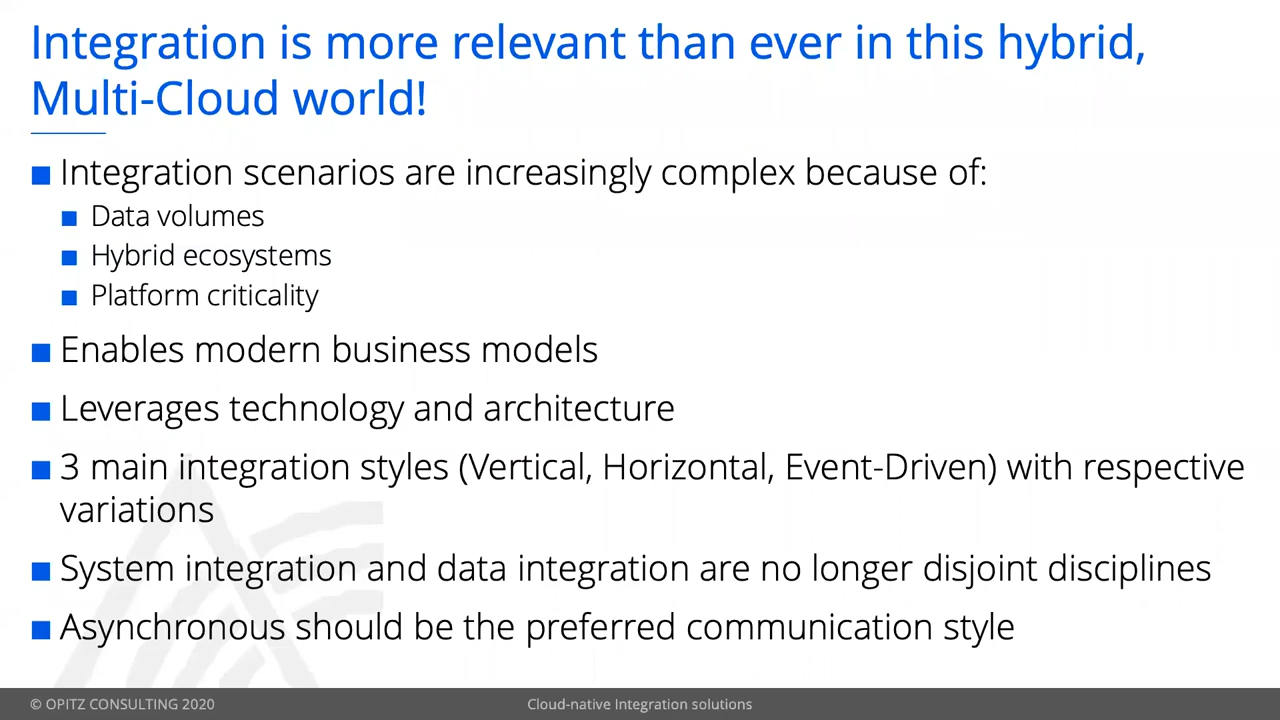 Integration is more relevant than ever in this hybrid,
Multi-Cloud world!
Integration scenarios are increasingly complex because of:
Data volumes
Hybrid ecosystems
Platform criticality
Enables modern business models
Leverages technology and architecture
3 main integration styles (Vertical, Horizontal, Event-Driven) with respective
variations
System integration and data integration are no longer disjoint disciplines
Asynchronous should be the preferred communication style
© OPITZ CONSULTING 2020
Cloud-native Integration solutions